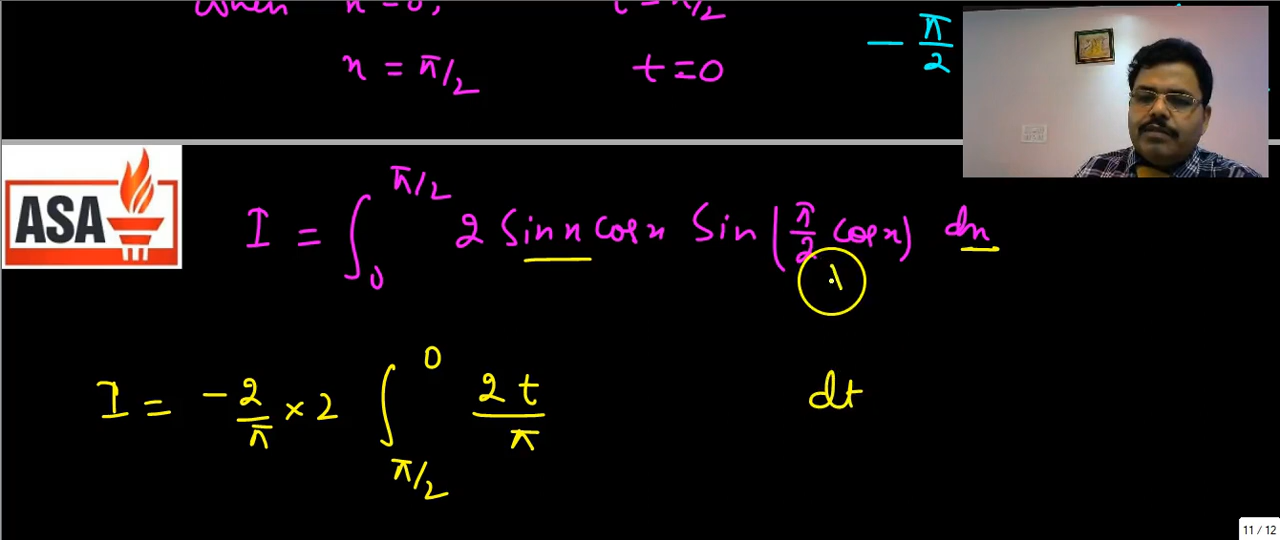 When x = 0, t = π/2
x = π/2 t = 0
- π/2
ASA
I = ∫₀^{π/2} 2 Sin x cos x Sin (π/2 cos x) dx
I = -2/π × 2 ∫_{π/2}^{0} 2t/π dt
11 / 12